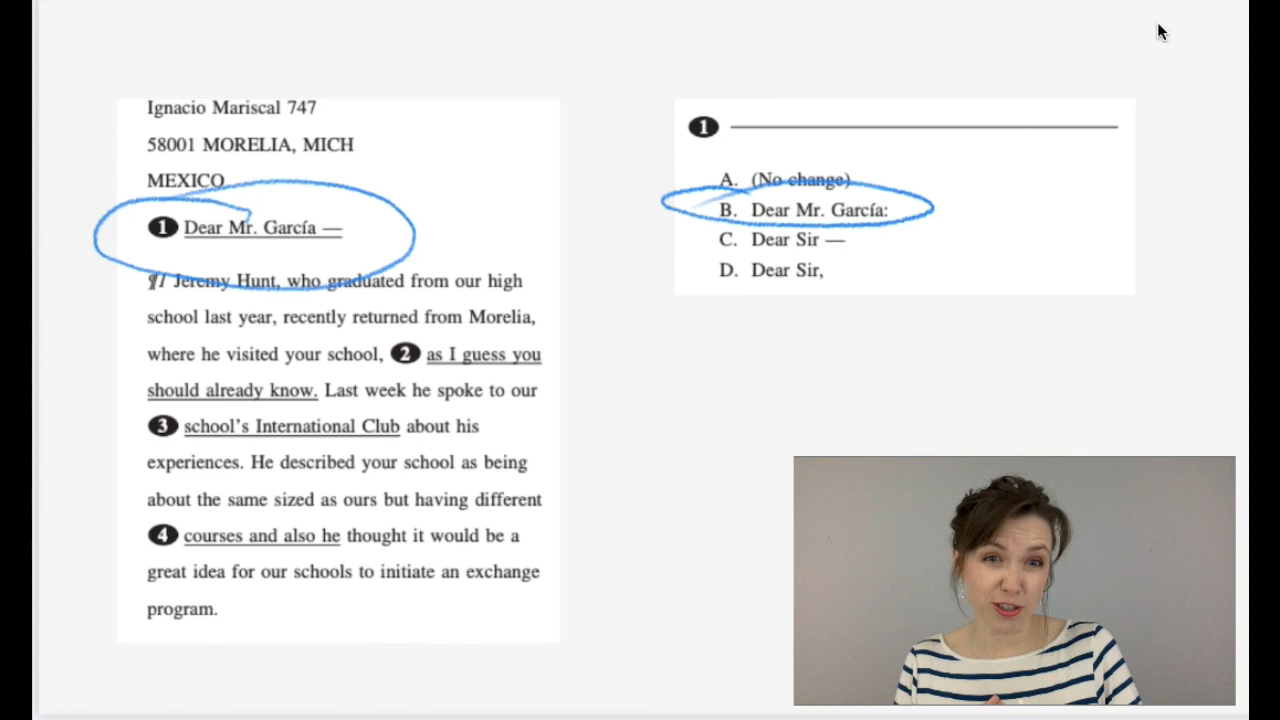 Ignacio Mariscal 747
58001 MORELIA, MICH
MEXICO
1 Dear Mr. García —
¶1 Jeremy Hunt, who graduated from our high
school last year, recently returned from Morelia,
where he visited your school, 2 as I guess you
should already know. Last week he spoke to our
3 school's International Club about his
experiences. He described your school as being
about the same sized as ours but having different
4 courses and also he thought it would be a
great idea for our schools to initiate an exchange
program.
1
A. (No change)
B. Dear Mr. García:
C. Dear Sir —
D. Dear Sir,